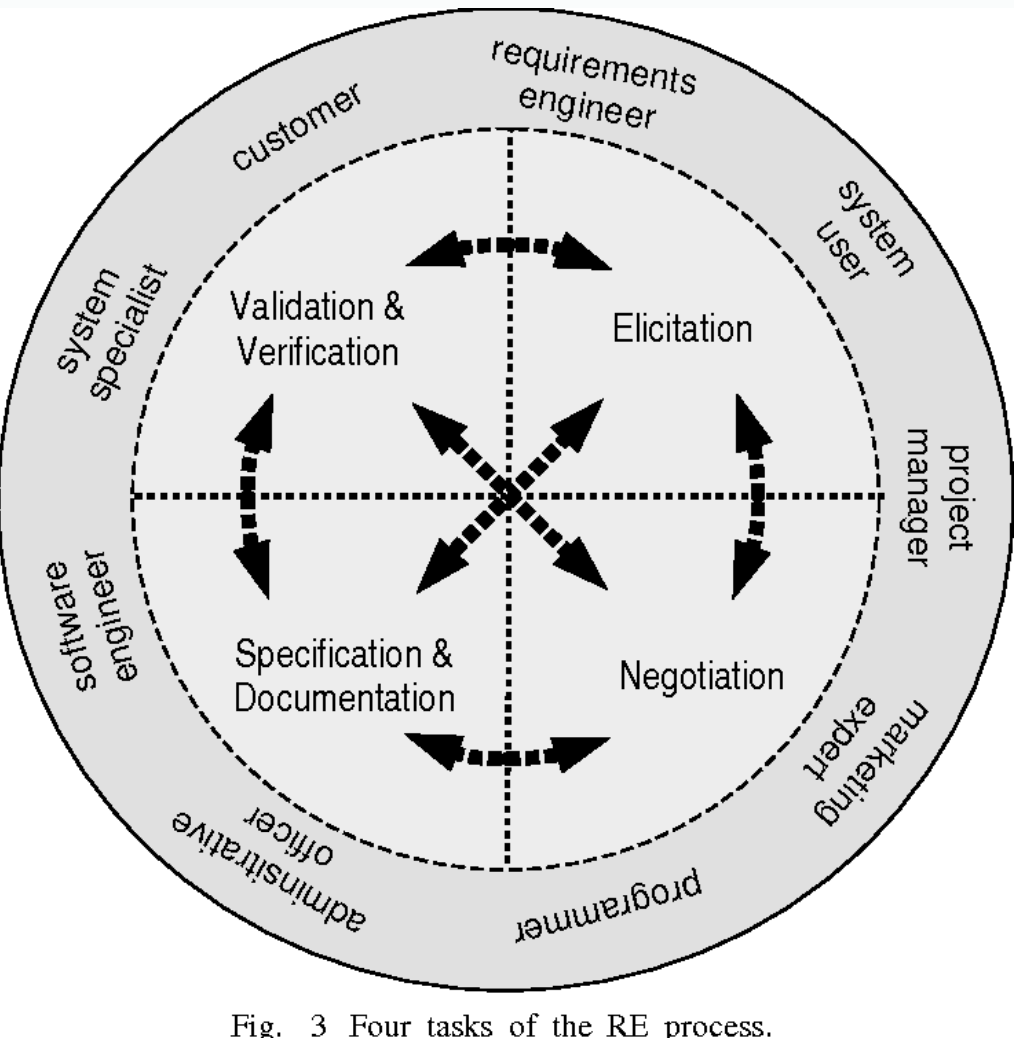 requirements
engineer
customer
system
user
system
specialist
Validation &
Verification
Elicitation
project
manager
software
engineer
Specification &
Documentation
Negotiation
marketing
expert
adminsitrative
officer
programmer
Fig. 3 Four tasks of the RE process.